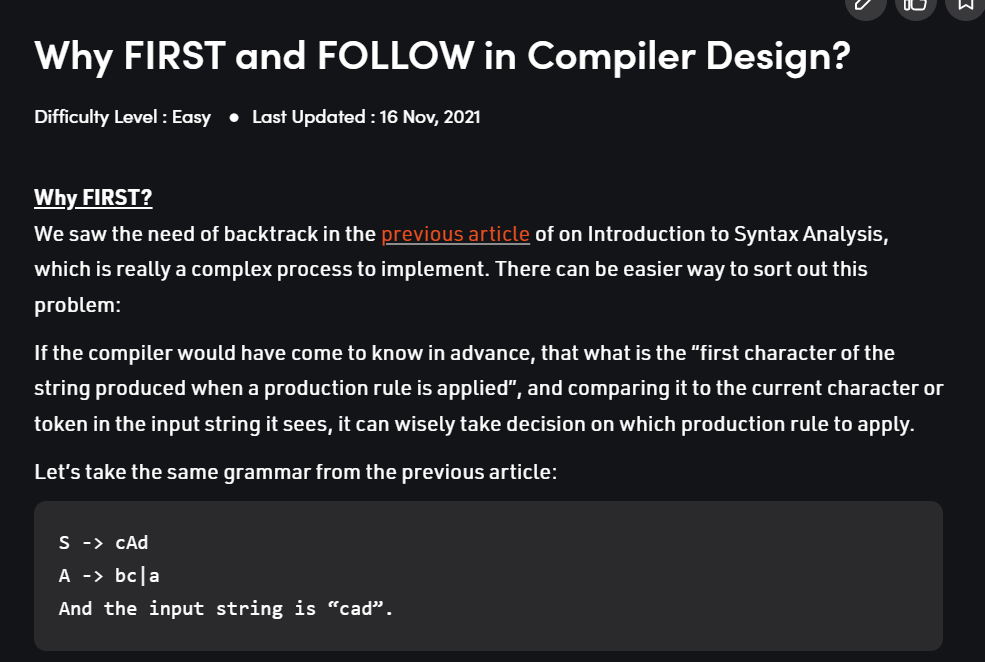 Why FIRST and FOLLOW in Compiler Design?
Difficulty Level : Easy ● Last Updated : 16 Nov, 2021
Why FIRST?
We saw the need of backtrack in the previous article of on Introduction to Syntax Analysis,
which is really a complex process to implement. There can be easier way to sort out this
problem:
If the compiler would have come to know in advance, that what is the “first character of the
string produced when a production rule is applied”, and comparing it to the current character or
token in the input string it sees, it can wisely take decision on which production rule to apply.
Let’s take the same grammar from the previous article:
S -> cAd
A -> bc|a
And the input string is “cad”.